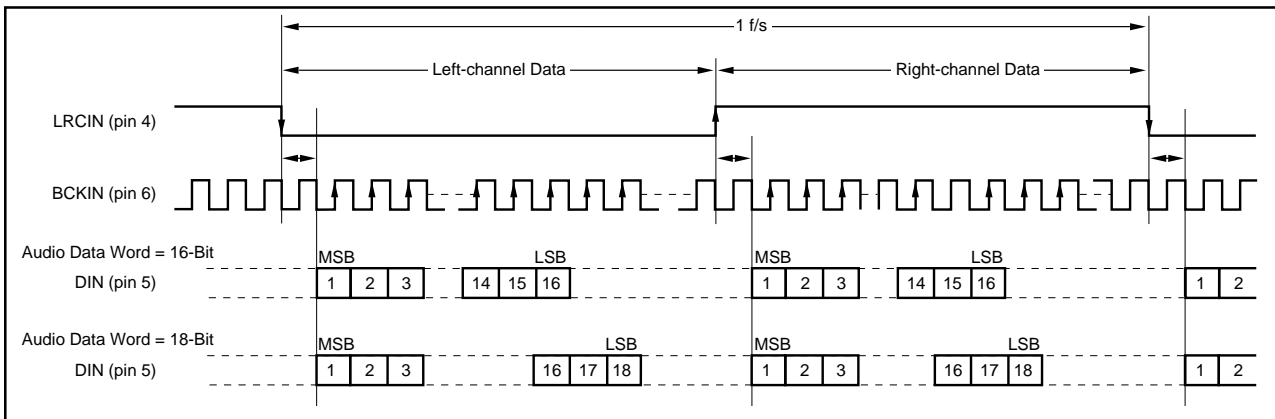 1 f/s
Left-channel Data
Right-channel Data
LRCIN (pin 4)
BCKIN (pin 6)
Audio Data Word = 16-Bit
MSB LSB MSB LSB
DIN (pin 5) 1 2 3 14 15 16 1 2 3 14 15 16 1 2
Audio Data Word = 18-Bit
MSB LSB MSB LSB
DIN (pin 5) 1 2 3 16 17 18 1 2 3 16 17 18 1 2